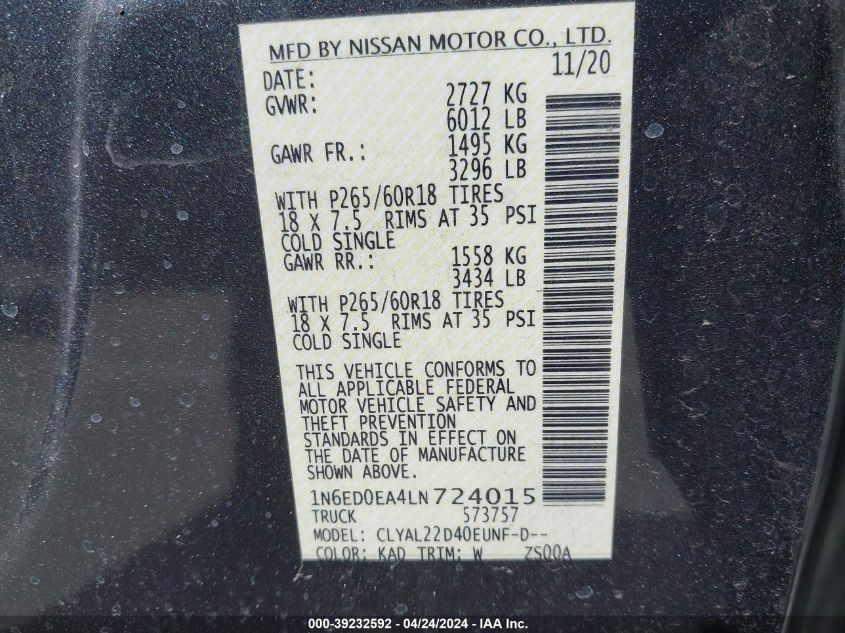 MFD BY NISSAN MOTOR CO., LTD.
DATE: 11/20
GVWR: 2727 KG
6012 LB
GAWR FR.: 1495 KG
3296 LB
WITH P265/60R18 TIRES
18 X 7.5 RIMS AT 35 PSI
COLD SINGLE
GAWR RR.: 1558 KG
3434 LB
WITH P265/60R18 TIRES
18 X 7.5 RIMS AT 35 PSI
COLD SINGLE
THIS VEHICLE CONFORMS TO
ALL APPLICABLE FEDERAL
MOTOR VEHICLE SAFETY AND
THEFT PREVENTION
STANDARDS IN EFFECT ON
THE DATE OF MANUFACTURE
SHOWN ABOVE.
1N6ED0EA4LN724015
TRUCK 573757
MODEL: CLYAL22D40EUNF-D--
COLOR: KAD TRIM: W ZS00A
000-39232592 - 04/24/2024 - IAA Inc.